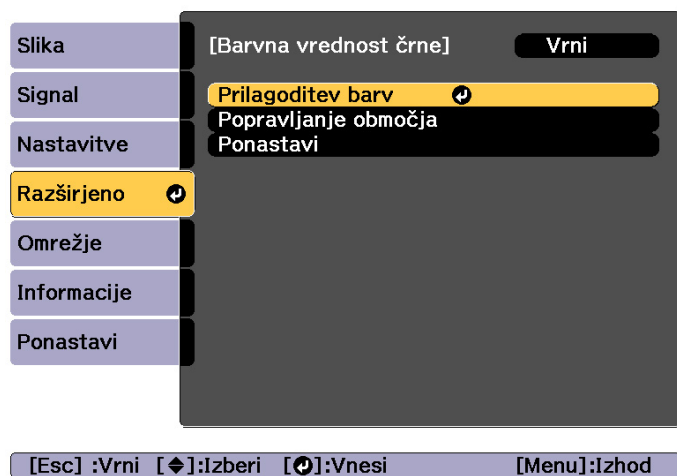 Slika
Signal
Nastavitve
Razširjeno
Omrežje
Informacije
Ponastavi
[Barvna vrednost črne] Vrni
Prilagoditev barv
Popravljanje območja
Ponastavi
[Esc] :Vrni [◆]:Izberi [↵]:Vnesi [Menu]:Izhod